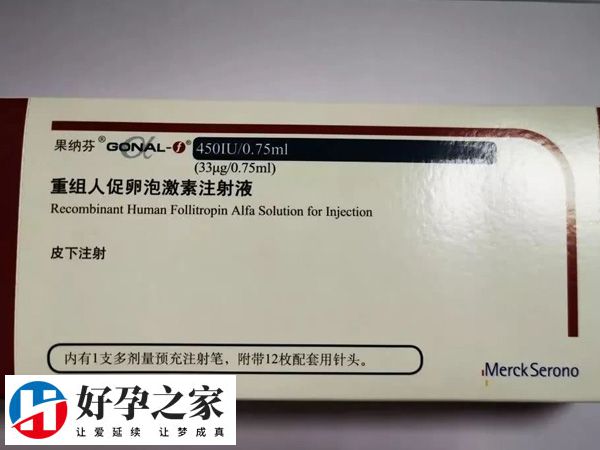 果纳芬® GONAL-f® 450IU/0.75ml
(33μg/0.75ml)
重组人促卵泡激素注射液
Recombinant Human Follitropin Alfa Solution for Injection
皮下注射
内有1支多剂量预充注射笔，附带12枚配套用针头。
Merck Serono
好孕之家
让爱延续 让梦成真